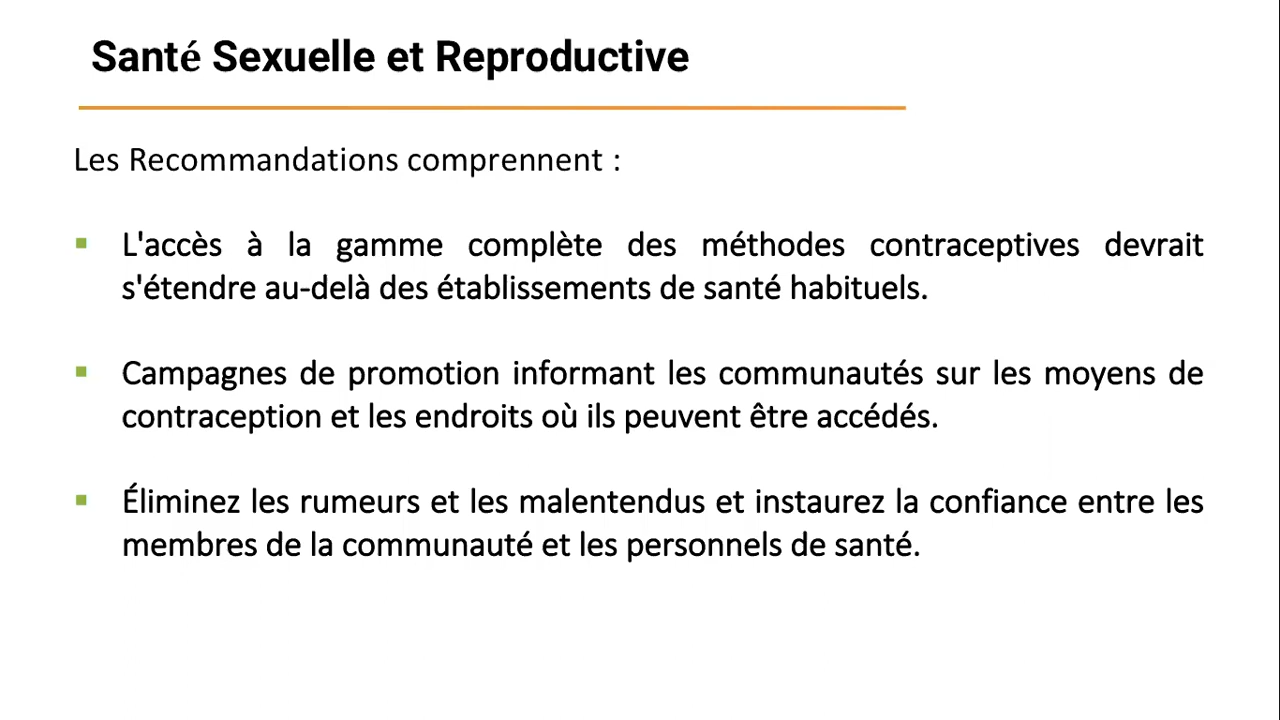 Santé Sexuelle et Reproductive
Les Recommandations comprennent :
▪ L'accès à la gamme complète des méthodes contraceptives devrait
s'étendre au-delà des établissements de santé habituels.
▪ Campagnes de promotion informant les communautés sur les moyens de
contraception et les endroits où ils peuvent être accédés.
▪ Éliminez les rumeurs et les malentendus et instaurez la confiance entre les
membres de la communauté et les personnels de santé.